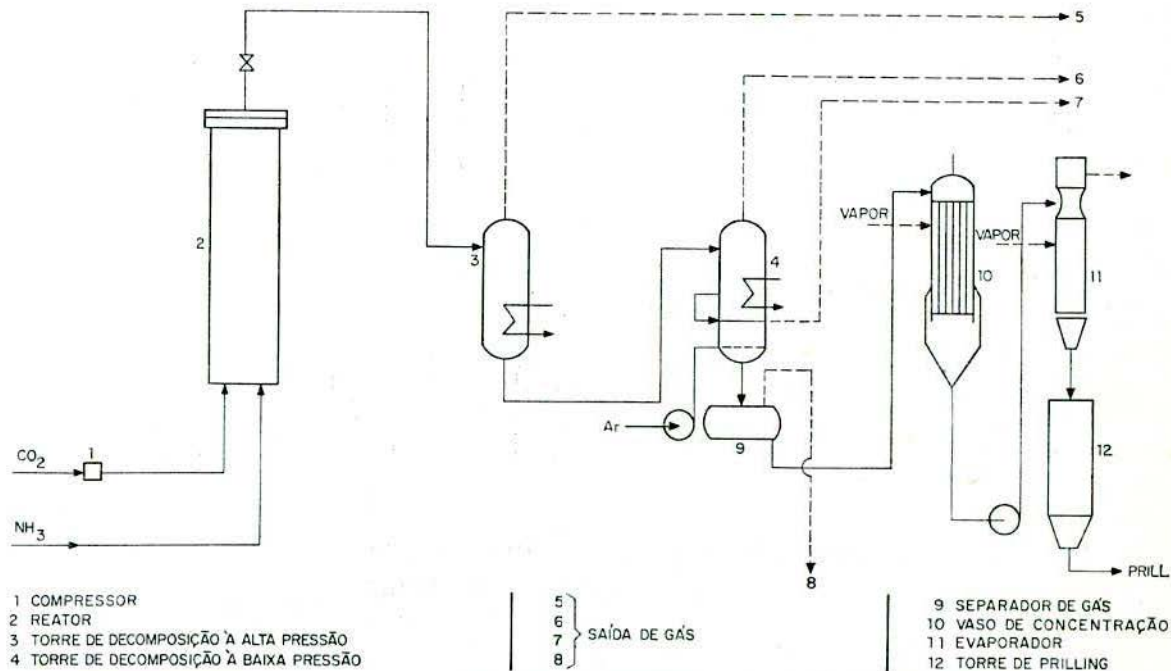 5
6
7
2
3
4
VAPOR
VAPOR
10
11
Ar
9
12
CO2
1
NH3
8
PRILL
1 COMPRESSOR
2 REATOR
3 TORRE DE DECOMPOSIÇÃO À ALTA PRESSÃO
4 TORRE DE DECOMPOSIÇÃO À BAIXA PRESSÃO
5
6
7
8
SAÍDA DE GÁS
9 SEPARADOR DE GÁS
10 VASO DE CONCENTRAÇÃO
11 EVAPORADOR
12 TORRE DE PRILLING